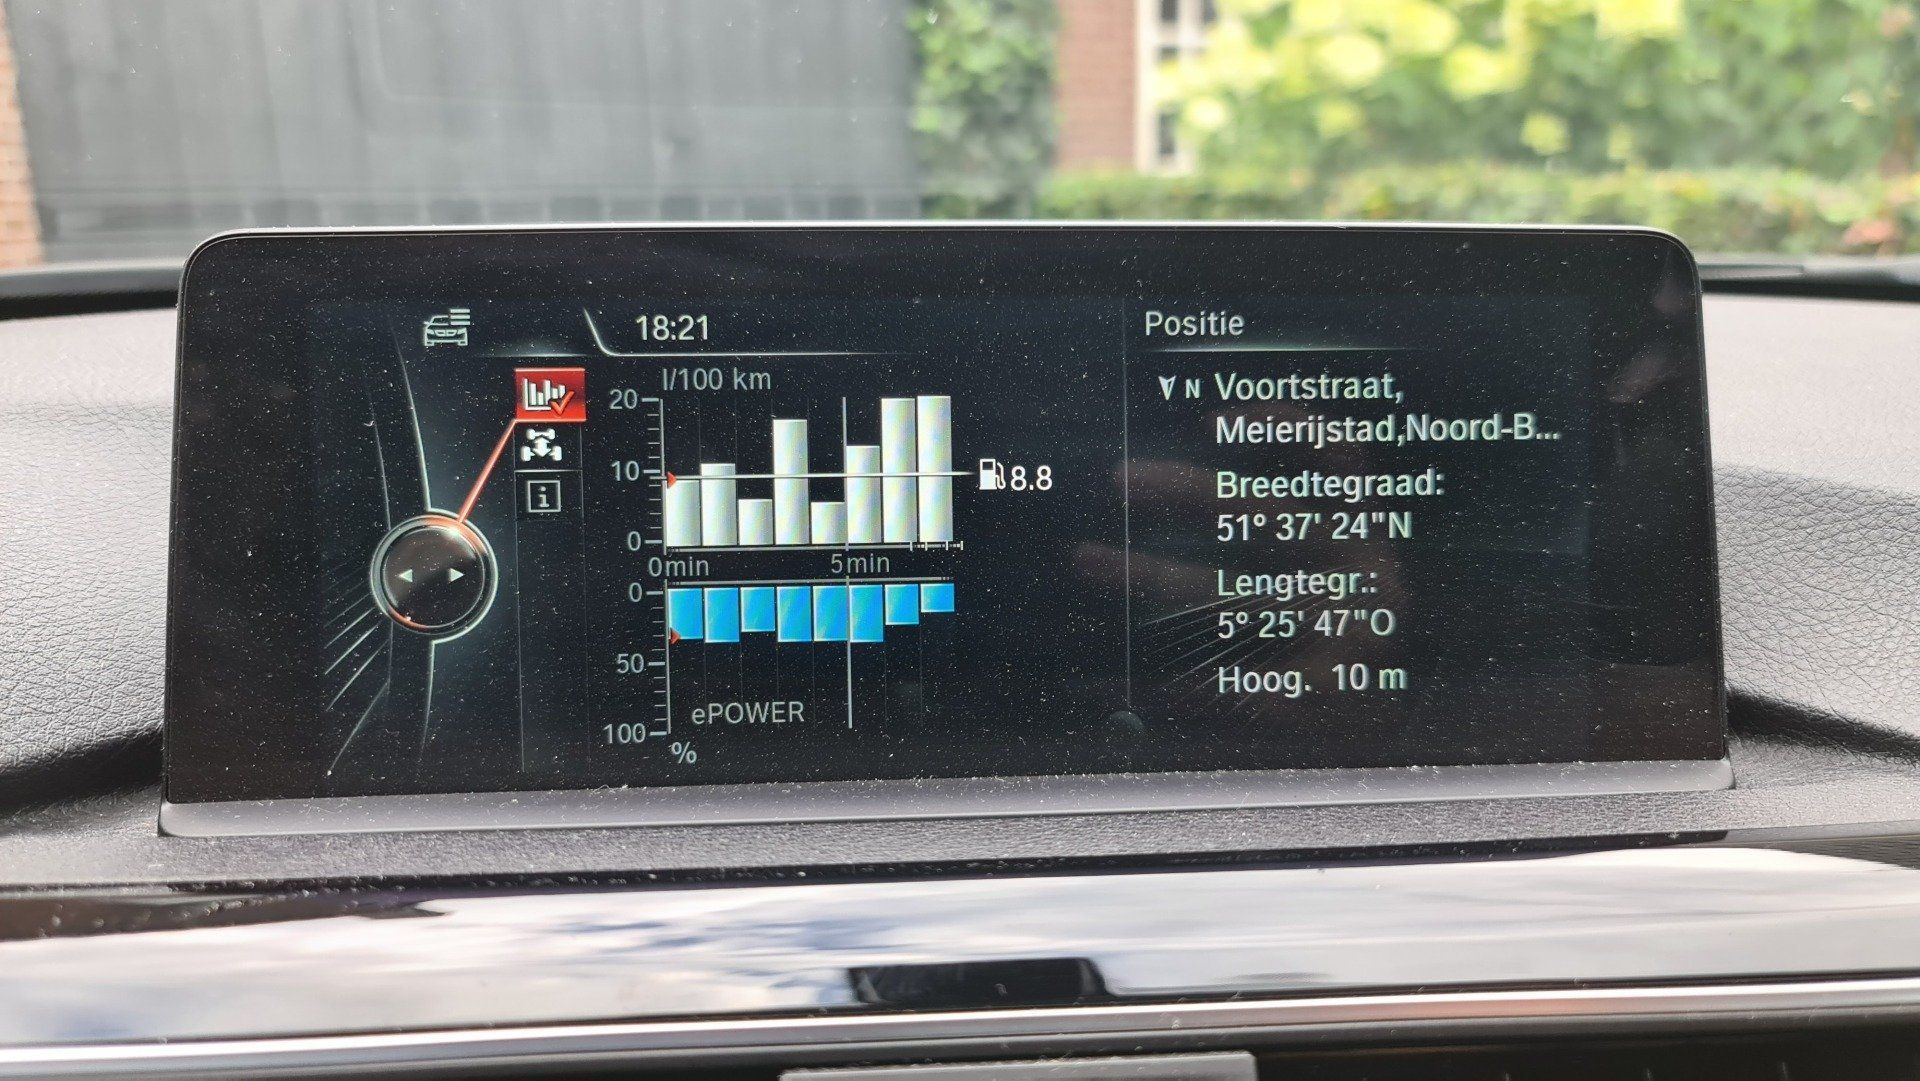 18:21
l/100 km
20
10
0
8.8
0min 5min
0
50
100
ePOWER
%
Positie
N Voortstraat,
Meierijstad,Noord-B...
Breedtegraad:
51° 37' 24"N
Lengtegr.:
5° 25' 47"O
Hoog. 10 m